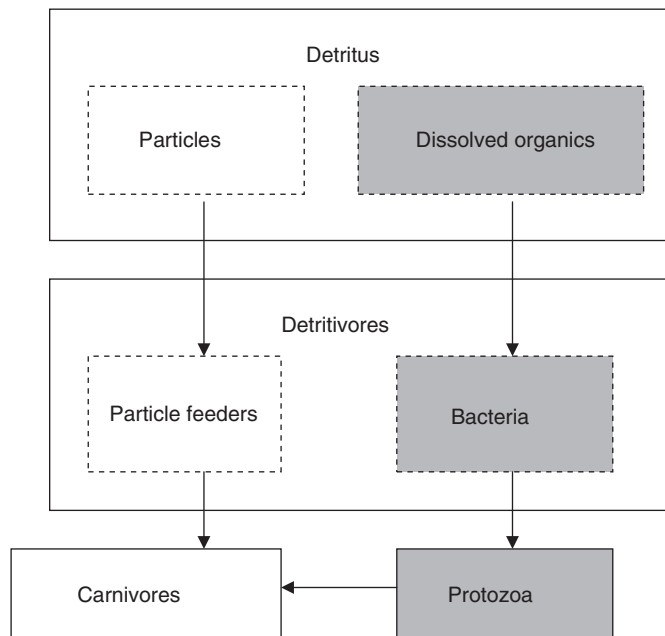 Detritus
Particles
Dissolved organics
Detritivores
Particle feeders
Bacteria
Carnivores
Protozoa